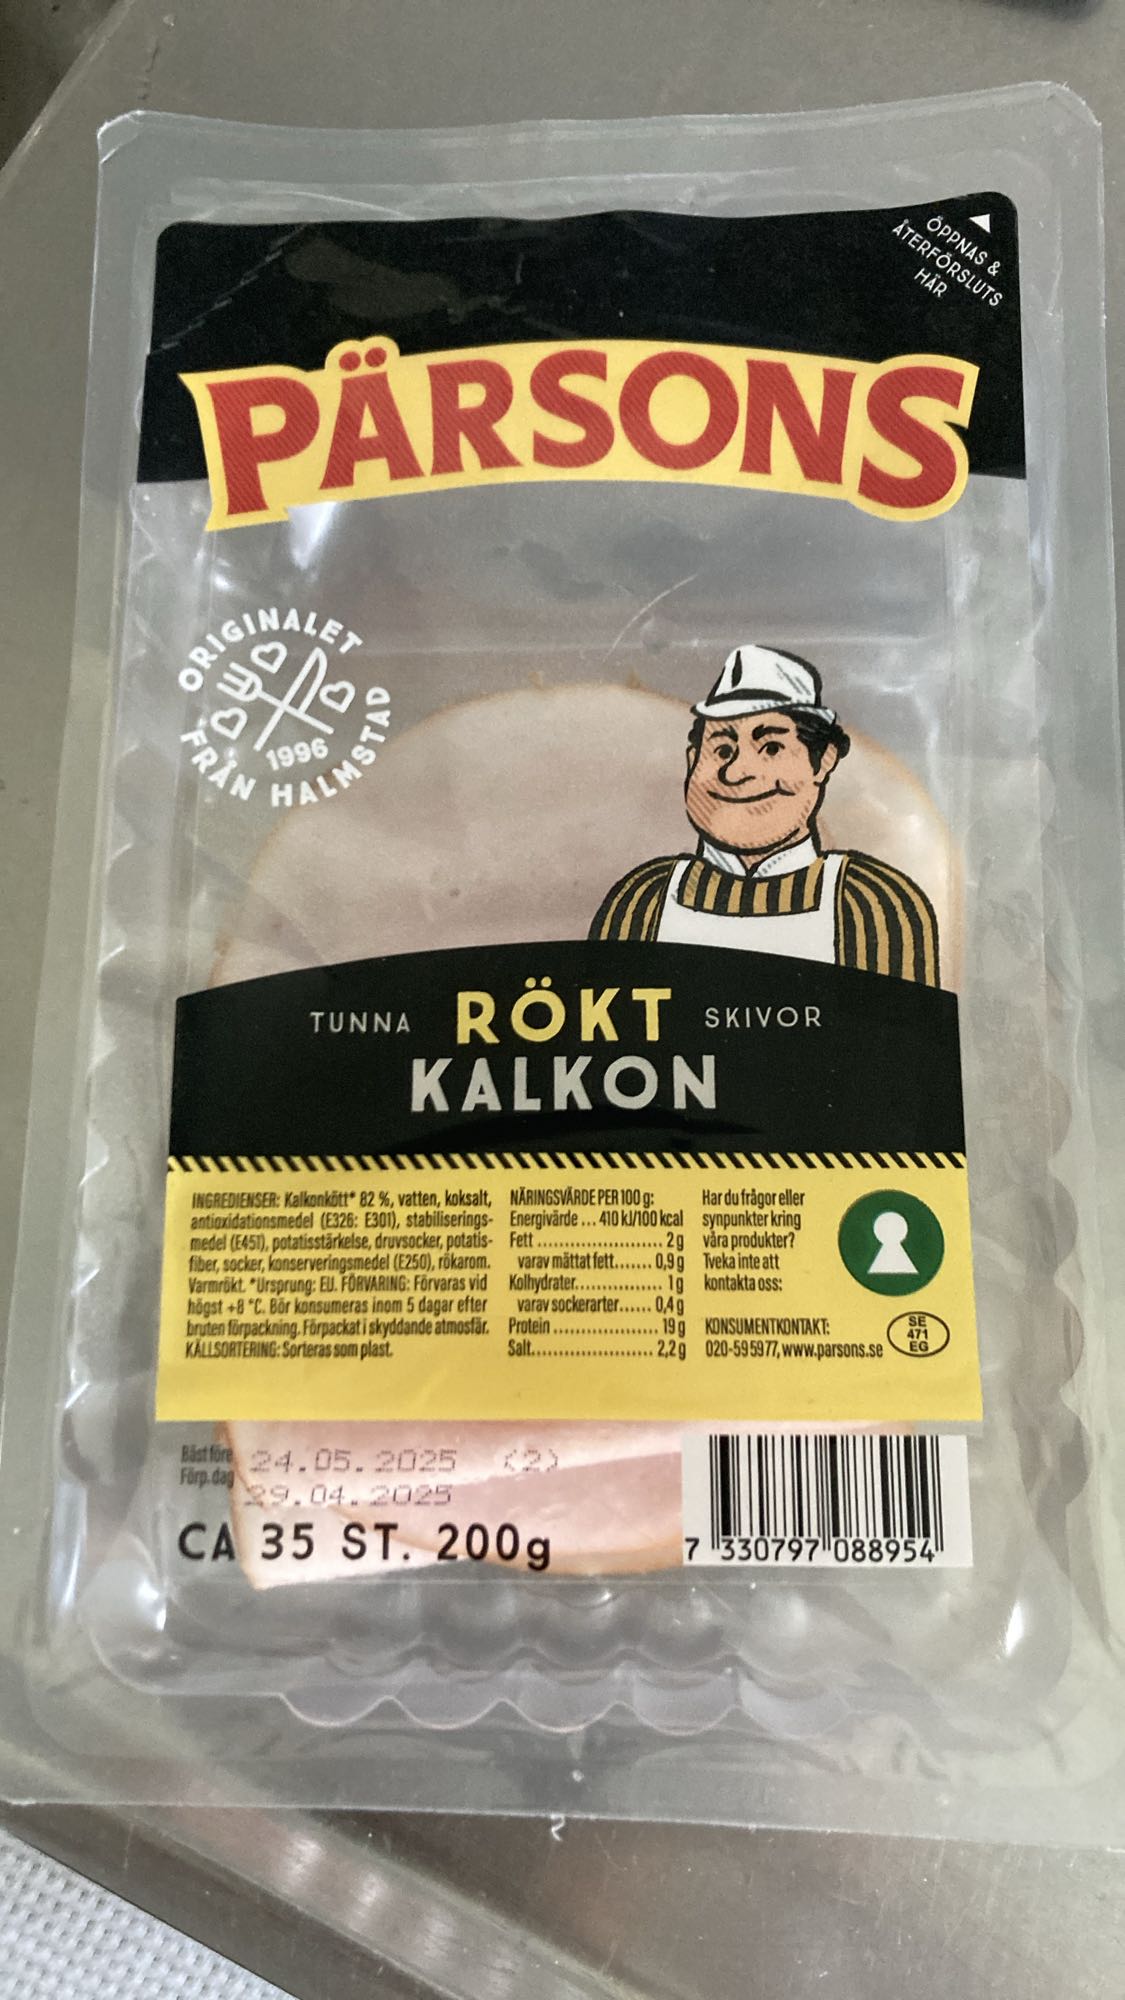 ÖPPNAS &
ÅTERFÖRSLUTS
HÄR
PÄRSONS
ORIGINALET
1996
FRÅN HALMSTAD
TUNNA RÖKT SKIVOR
KALKON
INGREDIENSER: Kalkonkött* 82 %, vatten, koksalt,
antioxidationsmedel (E326: E301), stabiliserings-
medel (E451), potatisstärkelse, druvsocker, potatis-
fiber, socker, konserveringsmedel (E250), rökarom.
Varmrökt. *Ursprung: EU. FÖRVARING: Förvaras vid
högst +8 °C. Bör konsumeras inom 5 dagar efter
bruten förpackning. Förpackat i skyddande atmosfär.
KÄLLSORTERING: Sorteras som plast.
NÄRINGSVÄRDE PER 100 g:
Energivärde ... 410 kJ/100 kcal
Fett ..................... 2 g
varav mättat fett....... 0,9 g
Kolhydrater............... 1 g
varav sockerarter...... 0,4 g
Protein .................. 19 g
Salt..................... 2,2 g
Har du frågor eller
synpunkter kring
våra produkter?
Tveka inte att
kontakta oss:
KONSUMENTKONTAKT:
020-59 59 77, www.parsons.se
SE
471
EG
Bäst före 24.05.2025 (2)
Förp. dag 29.04.2025
CA 35 ST. 200g
7 330797 088954